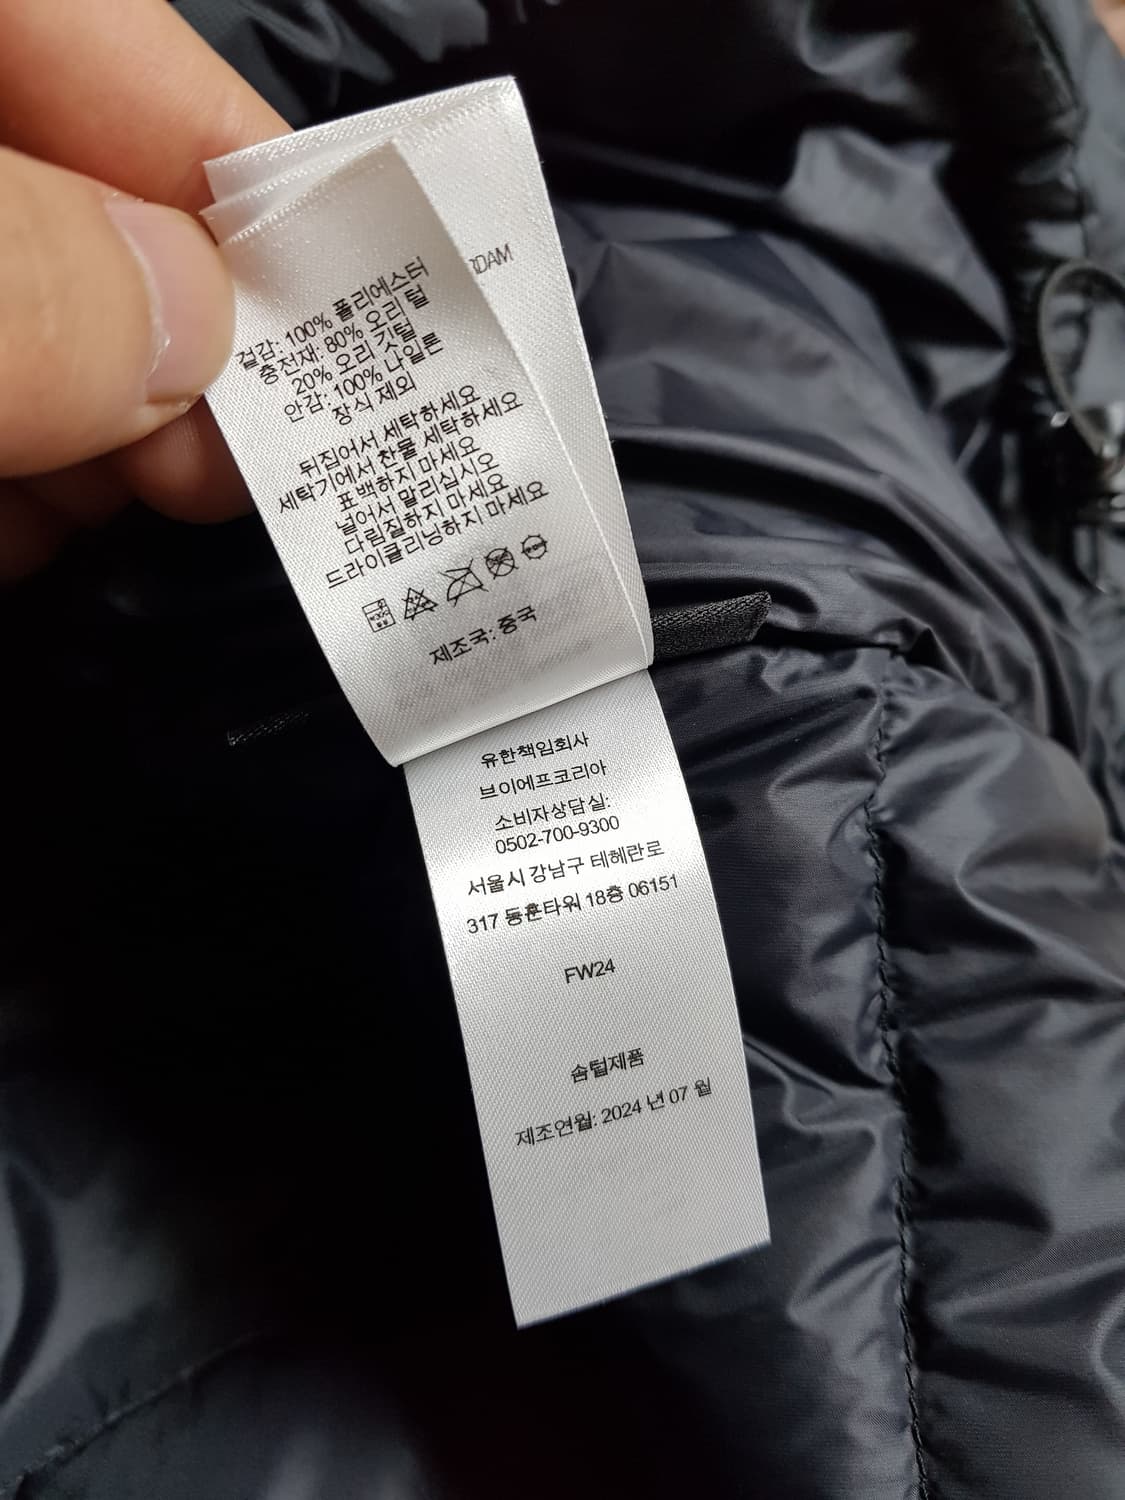 DAM
겉감: 100% 폴리에스터
충전재: 80% 오리 털
20% 오리 깃털
안감: 100% 나일론
장식 제외
뒤집어서 세탁하세요
세탁기에서 찬물 세탁하세요
표백하지 마세요
널어서 말리십시오
다림질하지 마세요
드라이클리닝하지 마세요
제조국: 중국
유한책임회사
브이에프코리아
소비자상담실:
0502-700-9300
서울시 강남구 테헤란로
317 동훈타워 18층 06151
FW24
솜털제품
제조연월: 2024 년 07 월